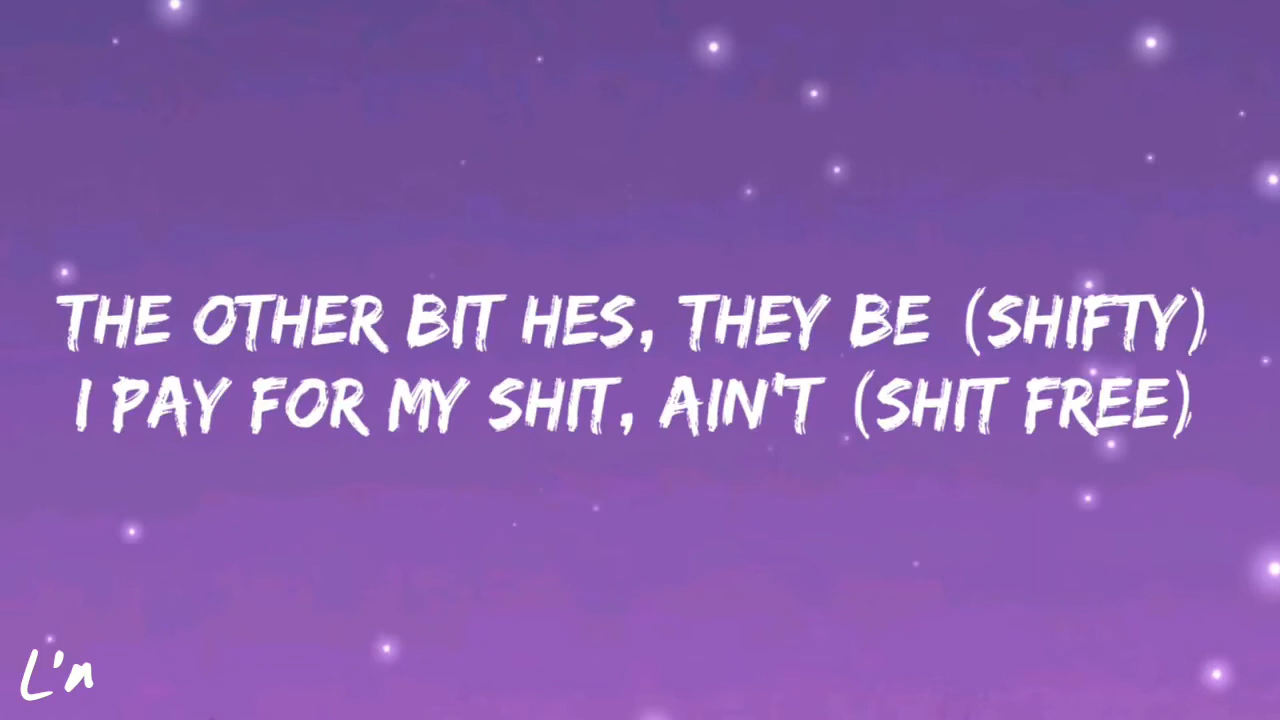 THE OTHER BIT HES, THEY BE (SHIFTY)
I PAY FOR MY SHIT, AIN'T (SHIT FREE)
L'n